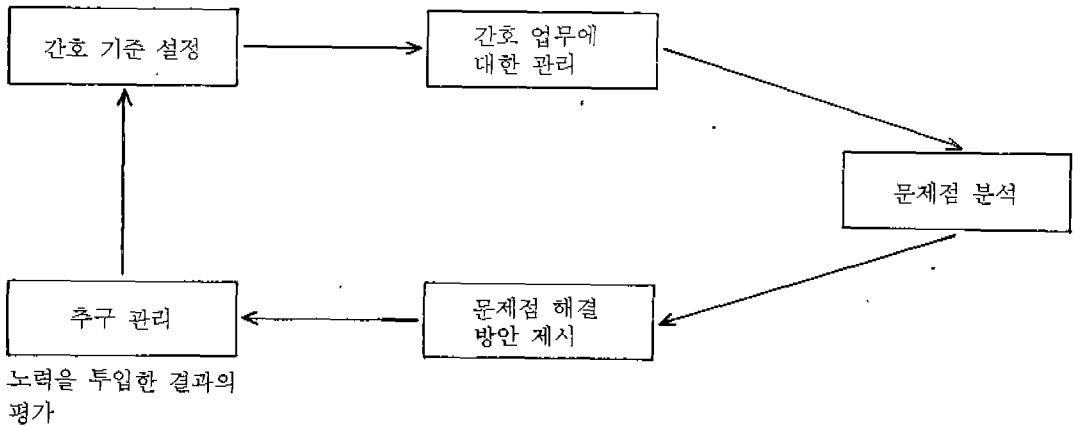 간호 기준 설정
간호 업무에
대한 관리
문제점 분석
문제점 해결
방안 제시
추구 관리
노력을 투입한 결과의
평가